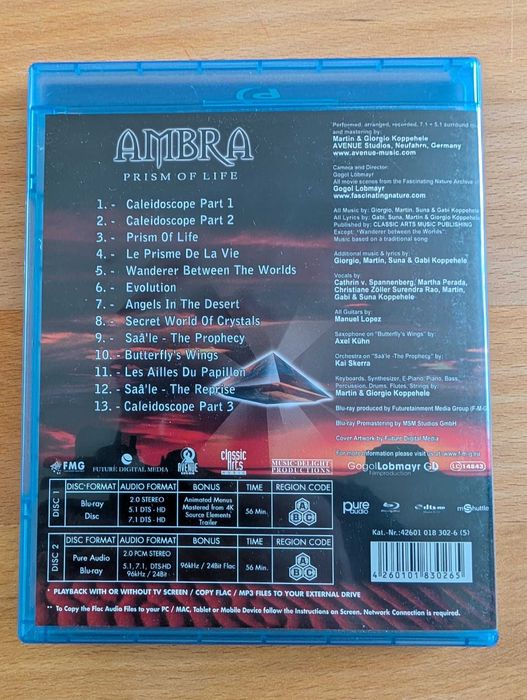 AMBRA
PRISM OF LIFE
1. - Caleidoscope Part 1
2. - Caleidoscope Part 2
3. - Prism Of Life
4. - Le Prisme De La Vie
5. - Wanderer Between The Worlds
6. - Evolution
7. - Angels In The Desert
8. - Secret World Of Crystals
9. - Saâ'le - The Prophecy
10. - Butterfly's Wings
11. - Les Ailles Du Papillon
12. - Saâ'le - The Reprise
13. - Caleidoscope Part 3
Performed, arranged, recorded, 7.1 + 5.1 surround
and mastering by:
Martin & Giorgio Koppehele
AVENUE Studios, Neufahrn, Germany
www.avenue-music.com
Camera and Director:
Gogol Lobmayr
All movie scenes from the Fascinating Nature Archive
Gogol Lobmayr
www.fascinatingnature.com
All Music by: Giorgio, Martin, Suna & Gabi Koppehele
All Lyrics by: Gabi, Suna, Martin & Giorgio Koppehele
Published by: CLASSIC ARTS MUSIC PUBLISHING
Except: "Wanderer between the Worlds":
Music based on a traditional song
Additional music & lyrics by:
Giorgio, Martin, Suna & Gabi Koppehele
Vocals by
Cathrin v. Spannenberg, Martha Perada,
Christiane Zöller Surendra Rao, Martin,
Gabi & Suna Koppehele
All Guitars by:
Manuel Lopez
Saxophone on "Butterfly's Wings" by:
Axel Kühn
Orchestra on "Saâ'le -The Prophecy" by:
Kai Skerra
Keyboards, Synthesizer, E-Piano, Piano, Bass,
Percussion, Drums, Flutes, Strings by:
Martin & Giorgio Koppehele
Blu-ray produced by Futuretainment Media Group
Blu-ray Premastering by MSM Studios GmbH
Cover Artwork by Future Digital Media
For more information please visit us at www.f-m-g.eu
FMG
FUTURE DIGITAL MEDIA
AVENUE
classic Arts
MUSIC-DELIGHT PRODUCTIONS
GogolLobmayr
Filmproduction
LC 14843
DISC 1
DISC FORMAT AUDIO FORMAT BONUS TIME REGION CODE
Blu-ray Disc
2.0 STEREO
5.1 DTS - HD
7.1 DTS - HD
Animated Menus
Mastered from 4K
Source Elements
Trailer
56 Min.
A B C
DISC 2
DISC FORMAT AUDIO FORMAT BONUS TIME REGION CODE
Pure Audio Blu-ray
2.0 PCM STEREO
5.1, 7.1, DTS-HD
96kHz / 24Bit
96kHz / 24Bit Flac
56 Min.
A B C
pure audio
dts
mShuttle
Kat.-Nr.:42601 018 302-6 (5)
4 260101 830265
* PLAYBACK WITH OR WITHOUT TV SCREEN / COPY FLAC / MP3 FILES TO YOUR EXTERNAL DRIVE
** To Copy the Flac Audio Files to your PC / MAC, Tablet or Mobile Device follow the Instructions on Screen. Network Connection is required.